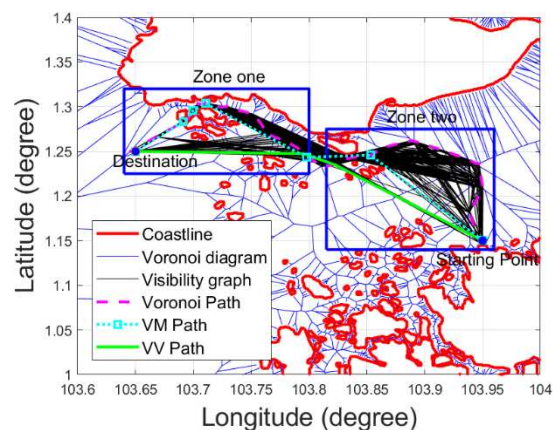 1.4
1.35
1.3
1.25
1.2
1.15
1.1
1.05
1
Latitude (degree)
Zone one
Zone two
Destination
Starting Point
Coastline
Voronoi diagram
Visibility graph
Voronoi Path
VM Path
VV Path
103.6 103.65 103.7 103.75 103.8 103.85 103.9 103.95 104
Longitude (degree)